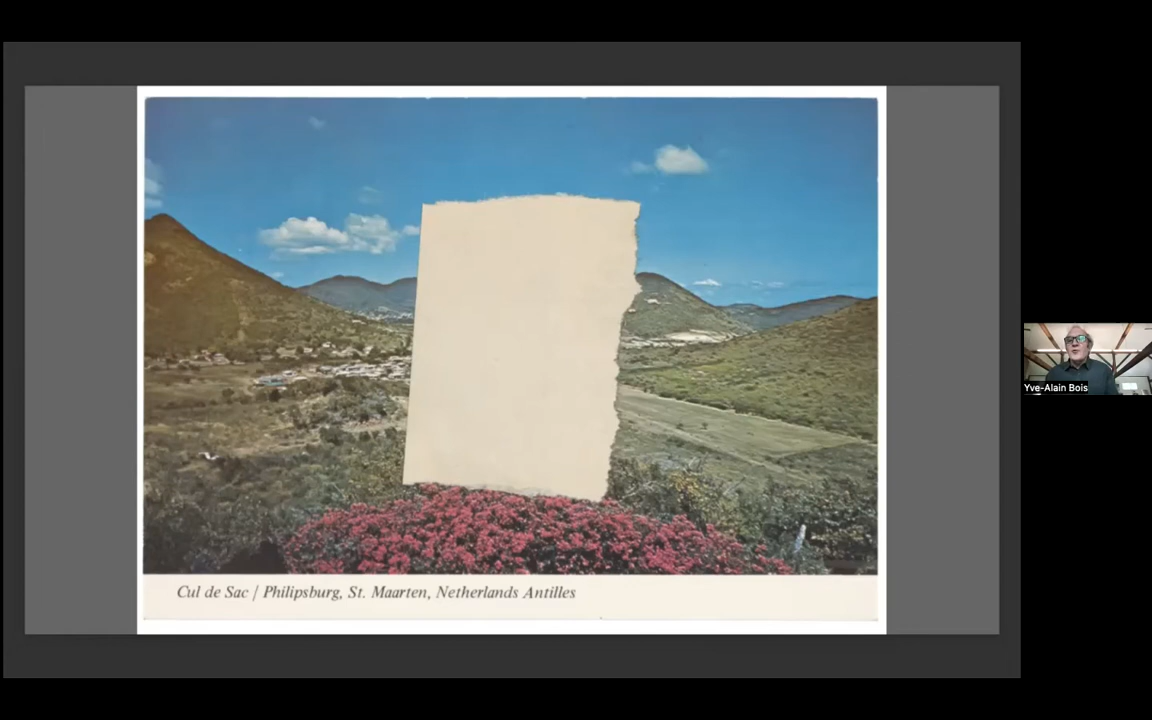 Cul de Sac / Philipsburg, St. Maarten, Netherlands Antilles
Yve-Alain Bois